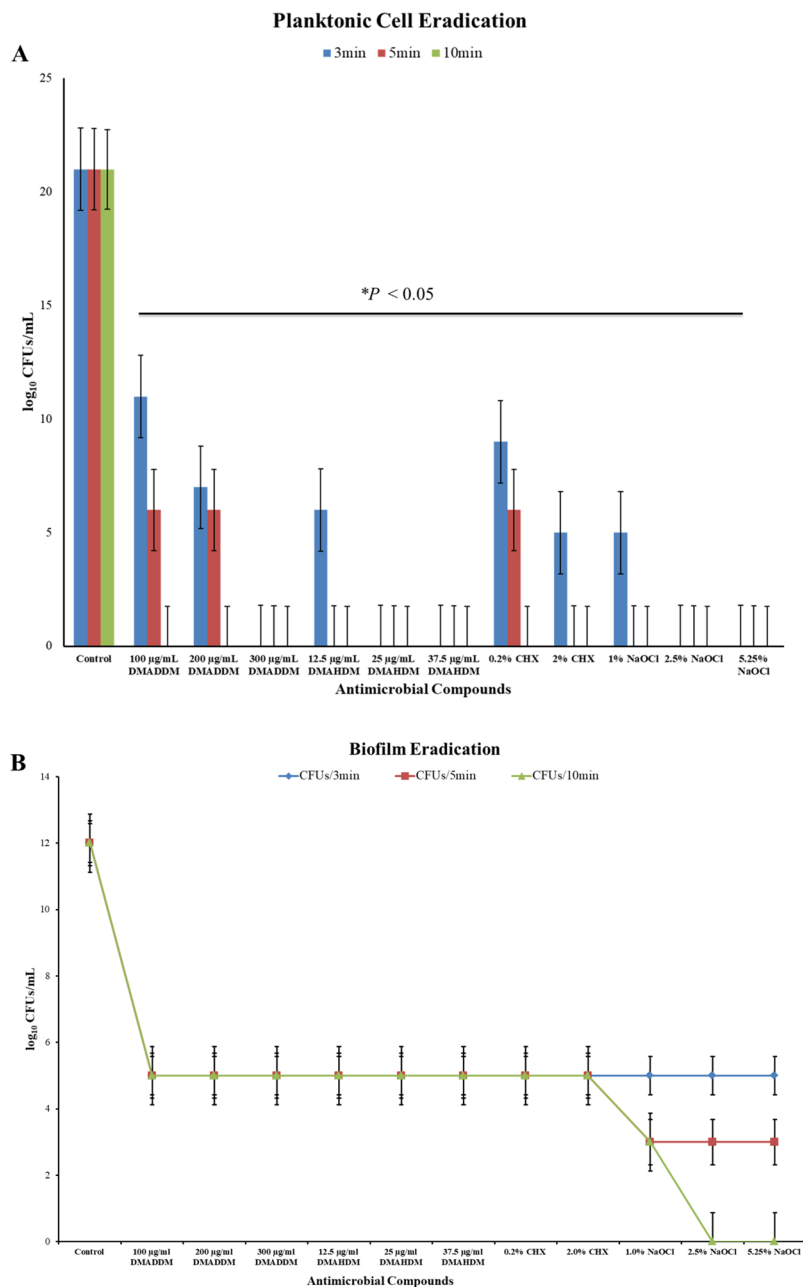 Planktonic Cell Eradication
A
3min 5min 10min
25
20
15
10
5
0
log10 CFUs/mL
*P < 0.05
Control 100 µg/mL DMADDM 200 µg/mL DMADDM 300 µg/mL DMADDM 12.5 µg/mL DMAHDM 25 µg/mL DMAHDM 37.5 µg/mL DMAHDM 0.2% CHX 2% CHX 1% NaOCl 2.5% NaOCl 5.25% NaOCl
Antimicrobial Compounds
B
Biofilm Eradication
CFUs/3min CFUs/5min CFUs/10min
14
12
10
8
6
4
2
0
log10 CFUs/mL
Control 100 µg/ml DMADDM 200 µg/ml DMADDM 300 µg/ml DMADDM 12.5 µg/ml DMAHDM 25 µg/ml DMAHDM 37.5 µg/ml DMAHDM 0.2% CHX 2.0% CHX 1.0% NaOCl 2.5% NaOCl 5.25% NaOCl
Antimicrobial Compounds